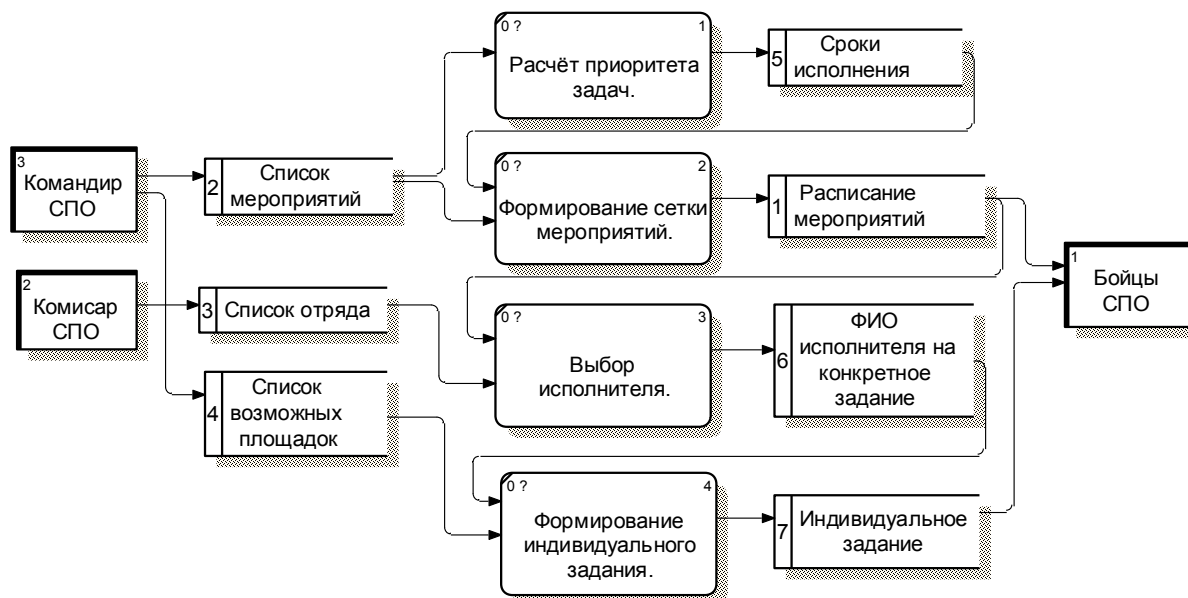 3
Командир
СПО
2
Комисар
СПО
2
Список
мероприятий
3
Список отряда
4
Список
возможных
площадок
0 ?
1
Расчёт приоритета
задач.
0 ?
2
Формирование сетки
мероприятий.
0 ?
3
Выбор
исполнителя.
0 ?
4
Формирование
индивидуального
задания.
5
Сроки
исполнения
1
Расписание
мероприятий
6
ФИО
исполнителя на
конкретное
задание
7
Индивидуальное
задание
1
Бойцы
СПО